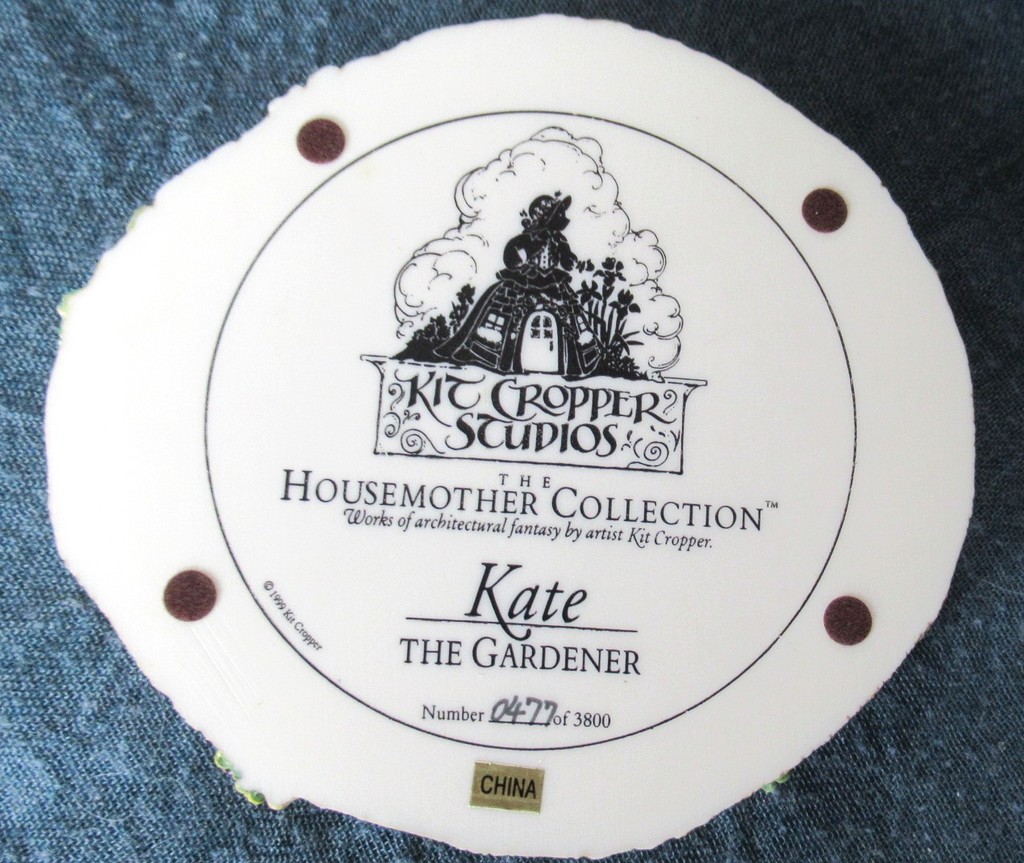 KIT CROPPER
STUDIOS
THE
HOUSEMOTHER COLLECTION™
Works of architectural fantasy by artist Kit Cropper.
Kate
THE GARDENER
© 1999 Kit Cropper
Number 0477 of 3800
CHINA